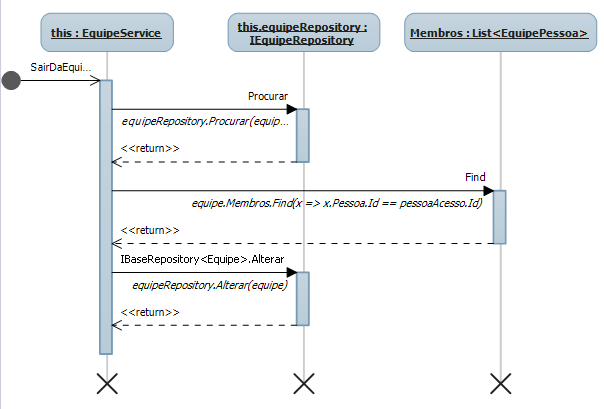 this : EquipeService
this.equipeRepository :
IEquipeRepository
Membros : List<EquipePessoa>
SairDaEqui...
Procurar
equipeRepository.Procurar(equip...
<<return>>
Find
equipe.Membros.Find(x => x.Pessoa.Id == pessoaAcesso.Id)
<<return>>
IBaseRepository<Equipe>.Alterar
equipeRepository.Alterar(equipe)
<<return>>